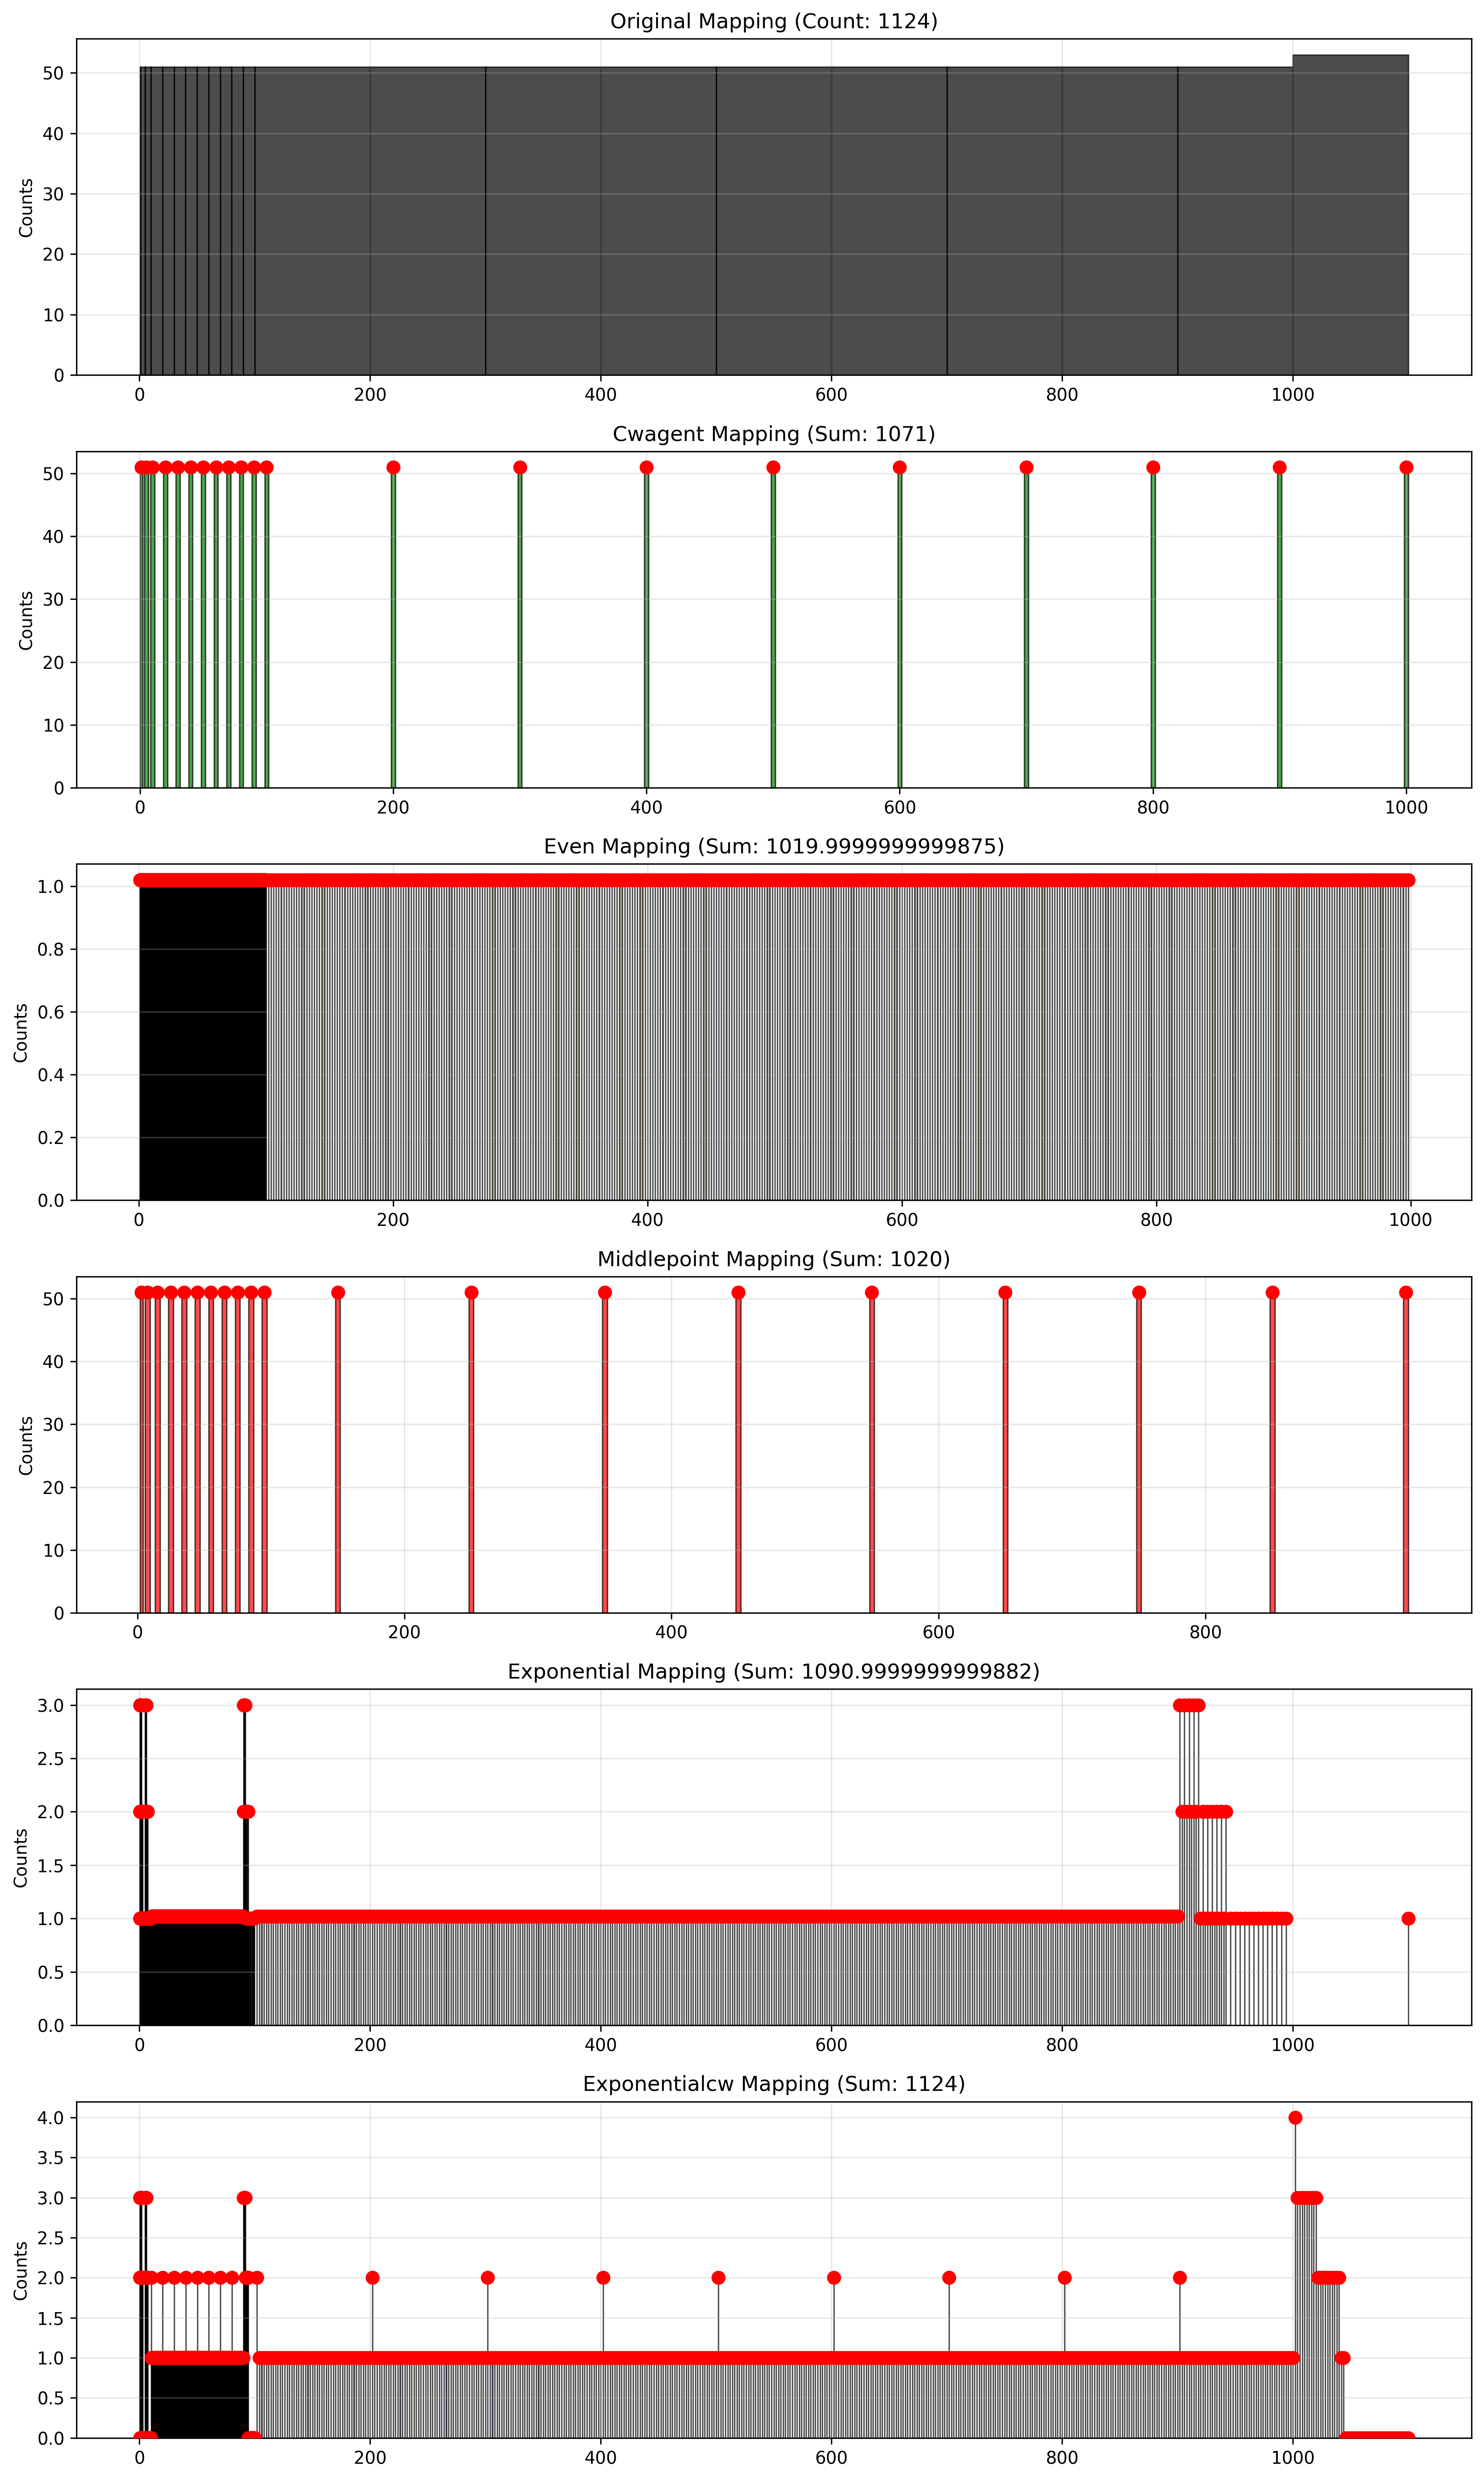 Original Mapping (Count: 1124)
50
40
30
20
10
0
Counts
0 200 400 600 800 1000
Cwagent Mapping (Sum: 1071)
50
40
30
20
10
0
Counts
0 200 400 600 800 1000
Even Mapping (Sum: 1019.9999999999875)
1.0
0.8
0.6
0.4
0.2
0.0
Counts
0 200 400 600 800 1000
Middlepoint Mapping (Sum: 1020)
50
40
30
20
10
0
Counts
0 200 400 600 800
Exponential Mapping (Sum: 1090.9999999999882)
3.0
2.5
2.0
1.5
1.0
0.5
0.0
Counts
0 200 400 600 800 1000
Exponentialcw Mapping (Sum: 1124)
4.0
3.5
3.0
2.5
2.0
1.5
1.0
0.5
0.0
Counts
0 200 400 600 800 1000